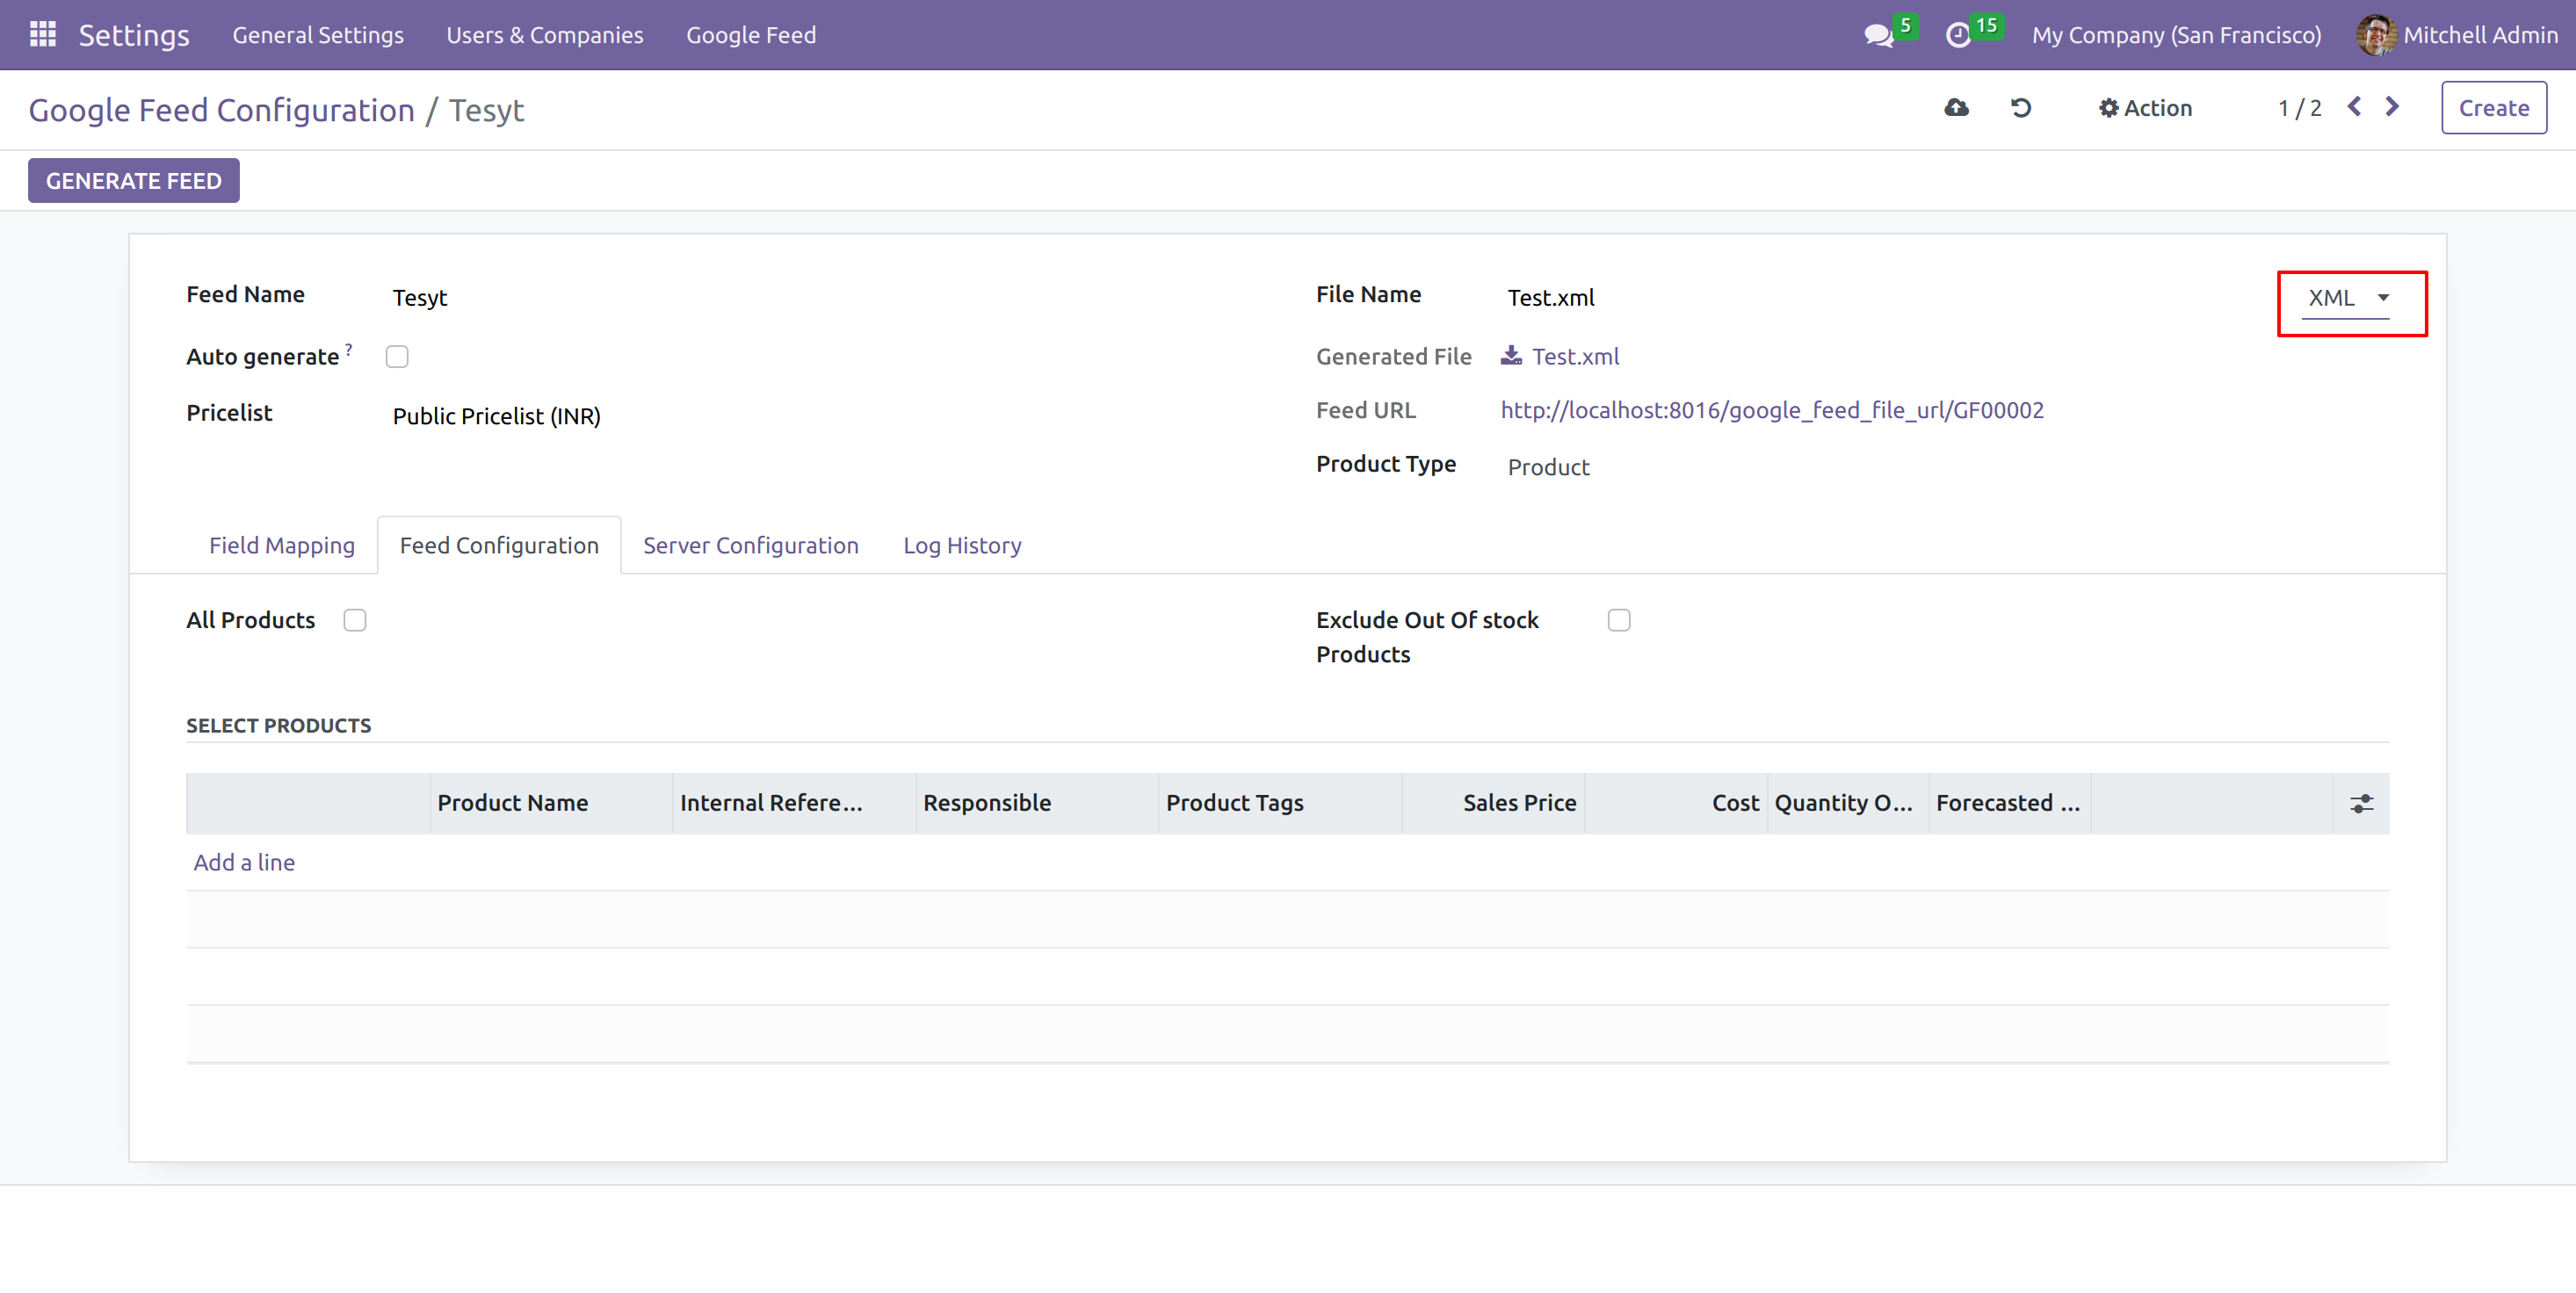 Settings General Settings Users & Companies Google Feed 5 15 My Company (San Francisco) Mitchell Admin
Google Feed Configuration / Tesyt Action 1 / 2 Create
GENERATE FEED
Feed Name Tesyt File Name Test.xml XML
Auto generate ? Generated File Test.xml
Pricelist Public Pricelist (INR) Feed URL http://localhost:8016/google_feed_file_url/GF00002
Product Type Product
Field Mapping Feed Configuration Server Configuration Log History
All Products Exclude Out Of stock
Products
SELECT PRODUCTS
Product Name Internal Refere... Responsible Product Tags Sales Price Cost Quantity O... Forecasted ...
Add a line